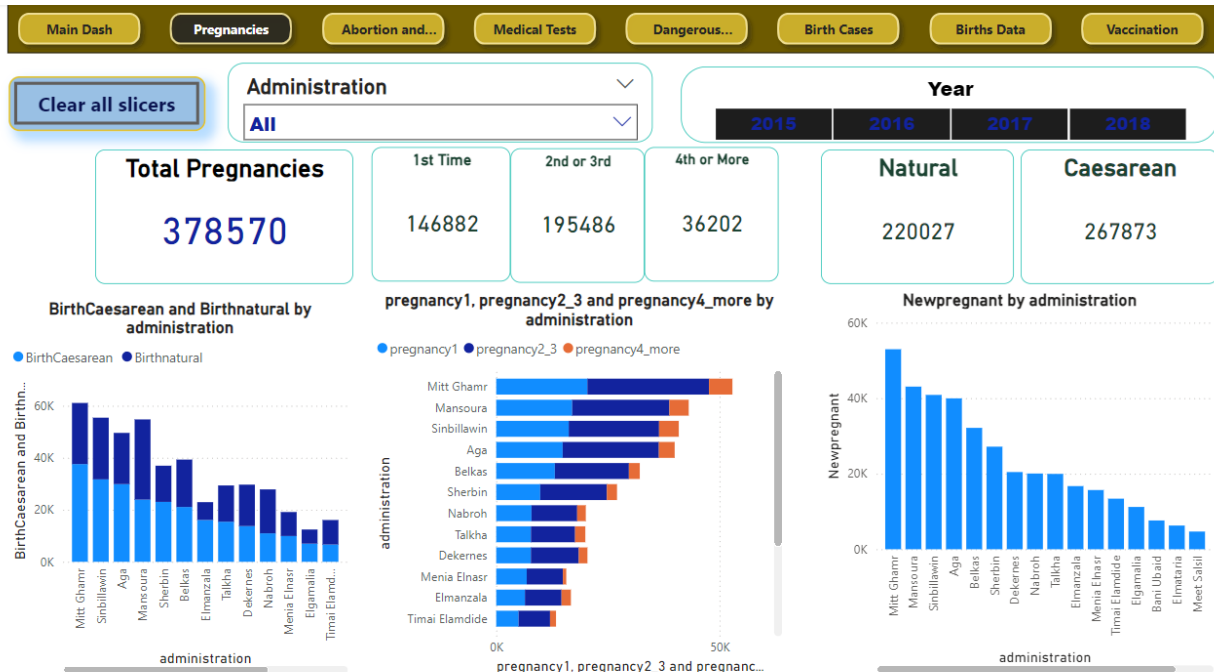 Main Dash
Pregnancies
Abortion and...
Medical Tests
Dangerous...
Birth Cases
Births Data
Vaccination
Clear all slicers
Administration
All
Year
2015
2016
2017
2018
Total Pregnancies
378570
1st Time
146882
2nd or 3rd
195486
4th or More
36202
Natural
220027
Caesarean
267873
BirthCaesarean and Birthnatural by
administration
BirthCaesarean
Birthnatural
BirthCaesarean and Birthn...
60K
40K
20K
0K
Mitt Ghamr
Sinbillawin
Aga
Mansoura
Sherbin
Belkas
Elmanzala
Talkha
Dekernes
Nabroh
Menia Elnasr
Elgamalia
Timai Elamd...
administration
pregnancy1, pregnancy2_3 and pregnancy4_more by
administration
pregnancy1
pregnancy2_3
pregnancy4_more
administration
Mitt Ghamr
Mansoura
Sinbillawin
Aga
Belkas
Sherbin
Nabroh
Talkha
Dekernes
Menia Elnasr
Elmanzala
Timai Elamdide
0K
50K
pregnancy1, pregnancy2_3 and pregnanc...
Newpregnant by administration
Newpregnant
60K
40K
20K
0K
Mitt Ghamr
Mansoura
Sinbillawin
Aga
Belkas
Sherbin
Dekernes
Nabroh
Talkha
Elmanzala
Menia Elnasr
Timai Elamdide
Elgamalia
Bani Ubaid
Elmataria
Meet Salsil
administration